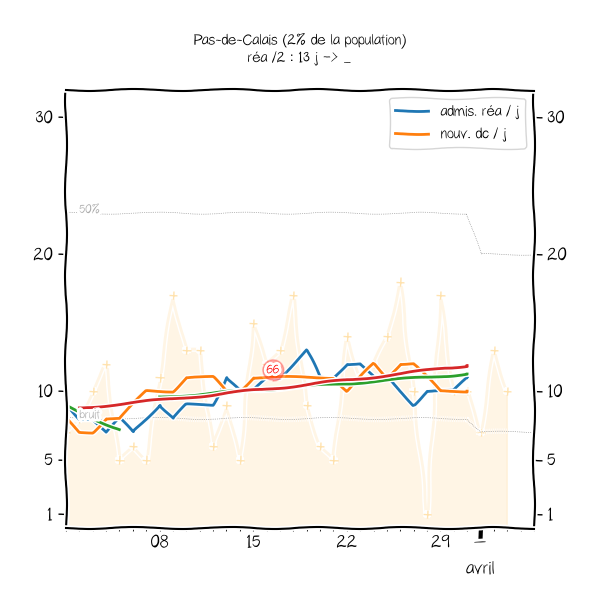 Pas-de-Calais (2% de la population)
réa /2 : 13 j -> _
admis. réa / j
nouv. dc / j
30
30
50%
20
20
66
10
10
bruit
5
5
1
1
08
15
22
29
1
avril